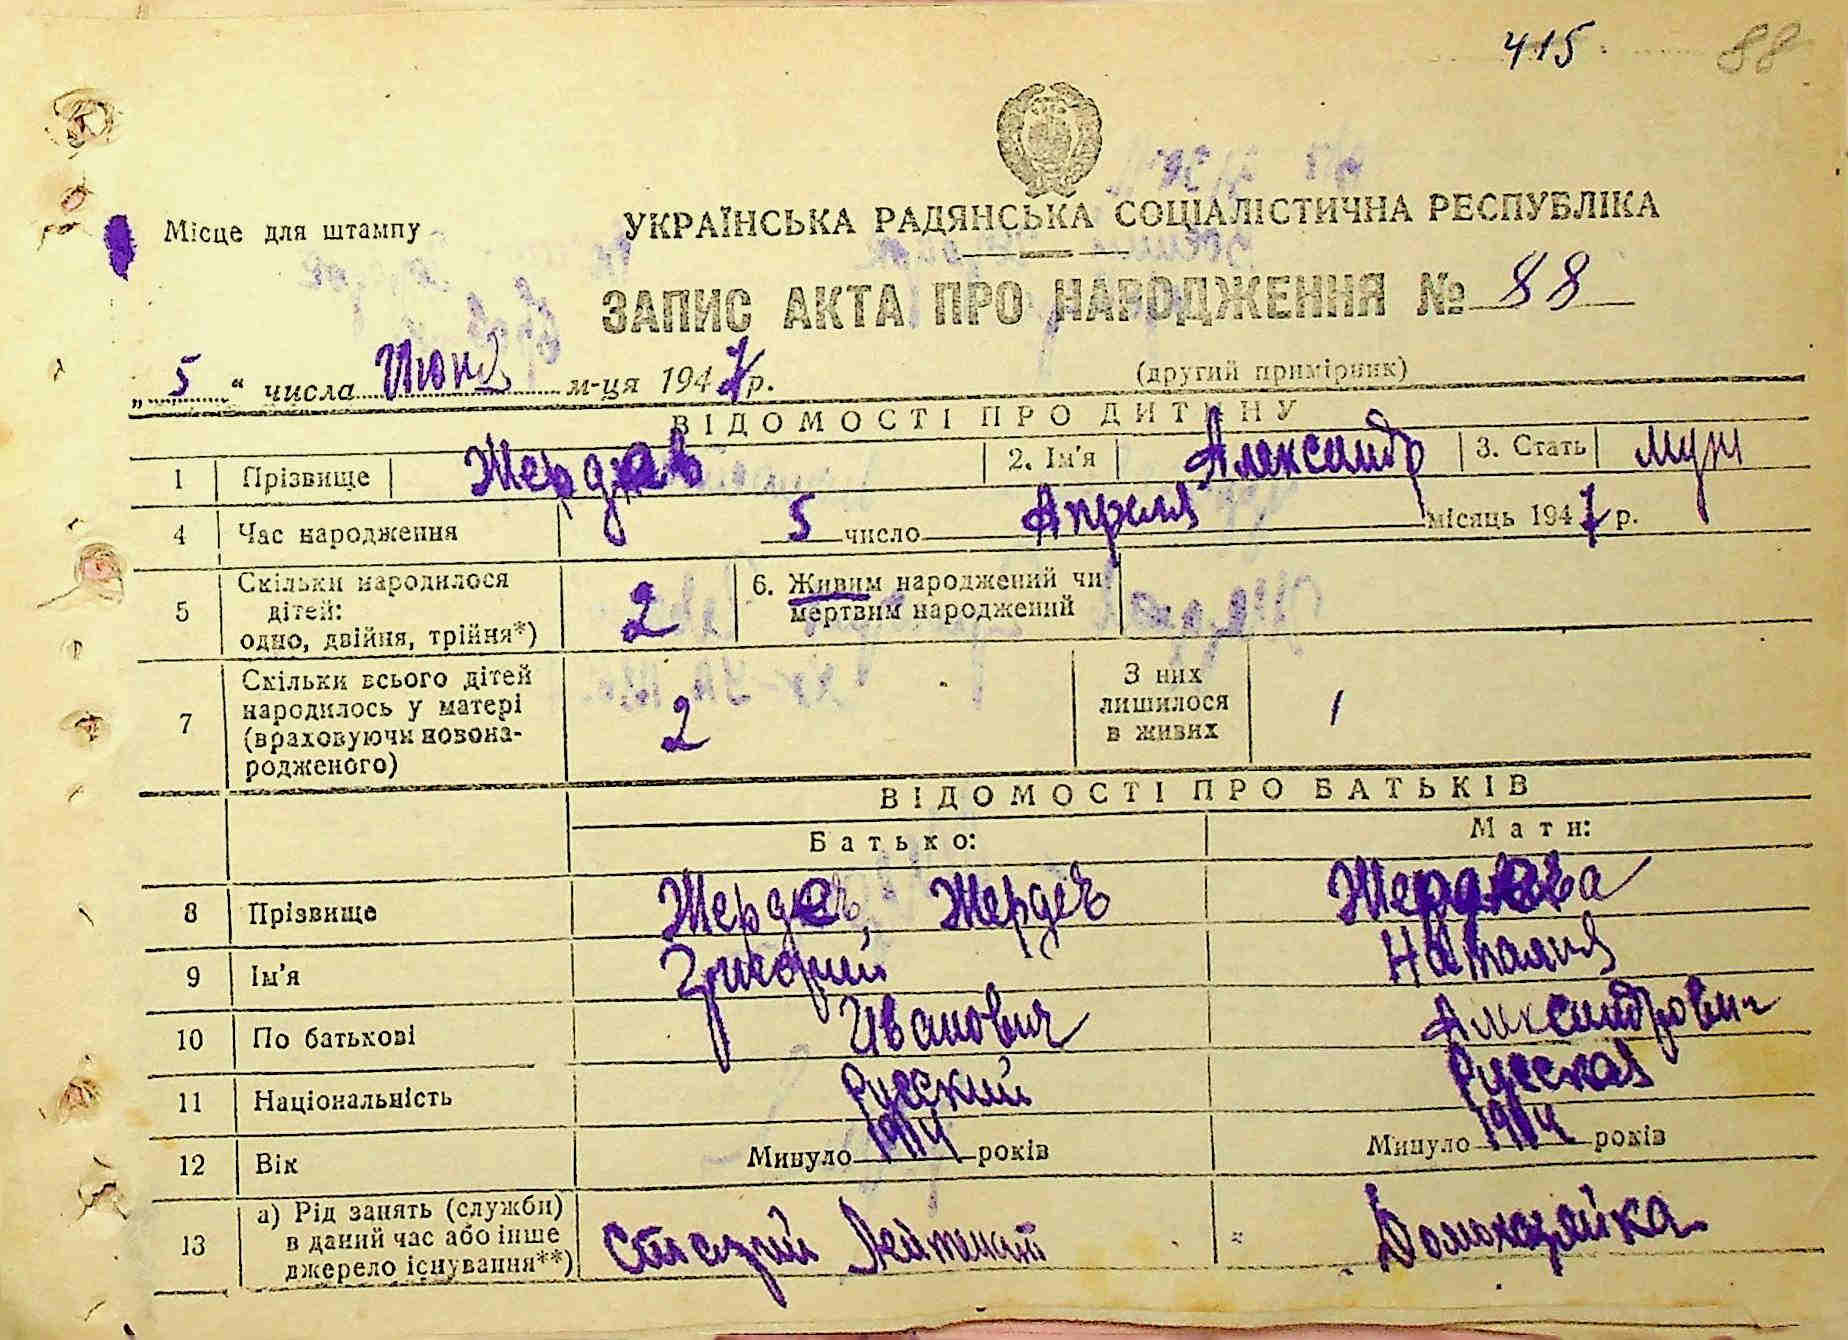 415 88
Місце для штампу
УКРАЇНСЬКА РАДЯНСЬКА СОЦІАЛІСТИЧНА РЕСПУБЛІКА
ЗАПИС АКТА ПРО НАРОДЖЕННЯ № 88
„ 5 “ числа Июня м-ця 1947 р. (другий примірник)
ВІДОМОСТІ ПРО ДИТИНУ
1 Прізвище Жердев 2. Ім'я Александр 3. Стать муж
4 Час народження 5 число Апреля місяць 1947 р.
5 Скільки народилося дітей: одно, двійня, трійня*) 2 6. Живим народжений чи мертвим народжений
7 Скільки всього дітей народилось у матері (враховуючи новонародженого) 2 З них лишилося в живих 1
ВІДОМОСТІ ПРО БАТЬКІВ
Батько: Мати:
8 Прізвище Жердев, Жердев Жердева
9 Ім'я Григорий Наталия
10 По батькові Иванович Александрович
11 Національність Русский Русская
12 Вік Минуло 1914 років Минуло 1914 років
13 а) Рід занять (служби) в даний час або інше джерело існування**) Старший Лейтенант Домохозяйка